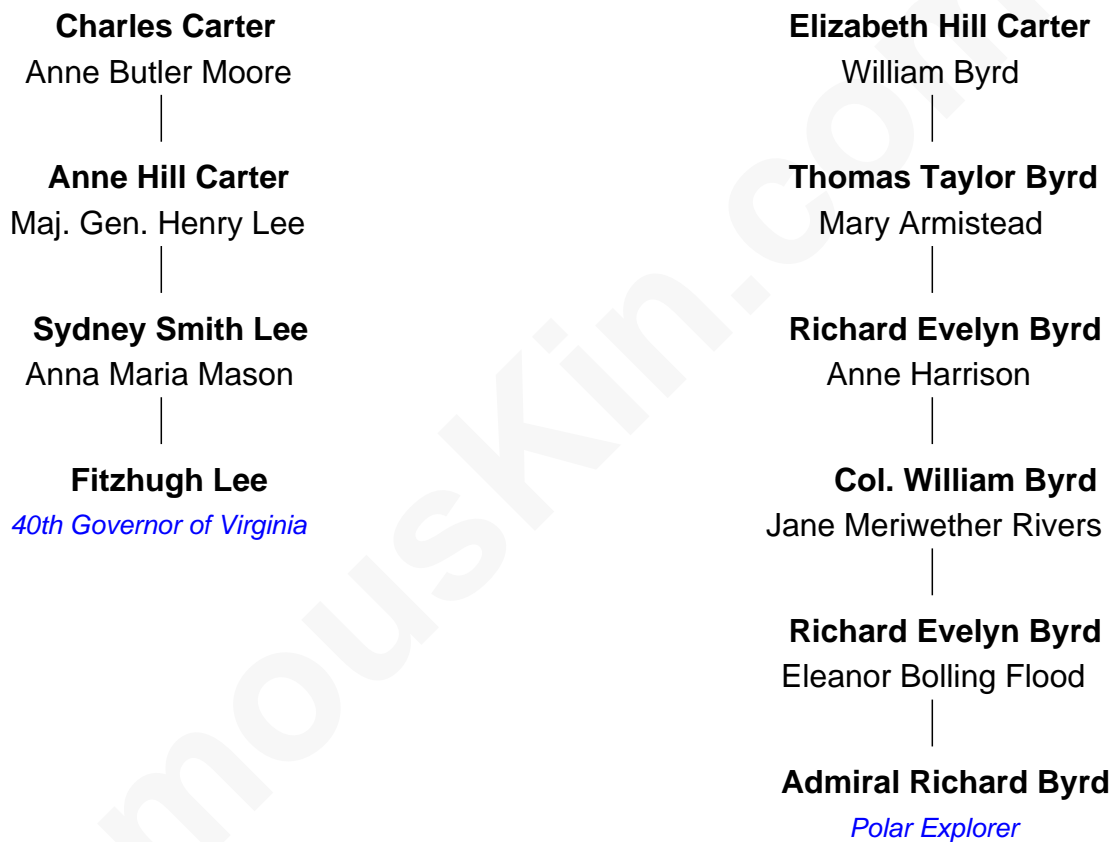 Charles Carter
Anne Butler Moore
Anne Hill Carter
Maj. Gen. Henry Lee
Sydney Smith Lee
Anna Maria Mason
Fitzhugh Lee
40th Governor of Virginia
Elizabeth Hill Carter
William Byrd
Thomas Taylor Byrd
Mary Armistead
Richard Evelyn Byrd
Anne Harrison
Col. William Byrd
Jane Meriwether Rivers
Richard Evelyn Byrd
Eleanor Bolling Flood
Admiral Richard Byrd
Polar Explorer
mousKin.com